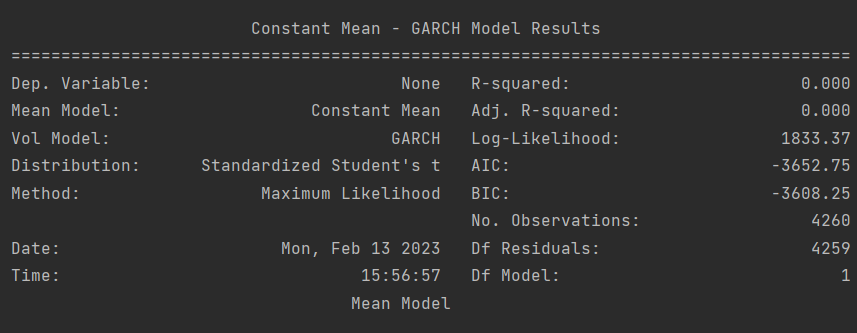 Constant Mean - GARCH Model Results
==============================================================================
Dep. Variable: None R-squared: 0.000
Mean Model: Constant Mean Adj. R-squared: 0.000
Vol Model: GARCH Log-Likelihood: 1833.37
Distribution: Standardized Student's t AIC: -3652.75
Method: Maximum Likelihood BIC: -3608.25
No. Observations: 4260
Date: Mon, Feb 13 2023 Df Residuals: 4259
Time: 15:56:57 Df Model: 1
Mean Model